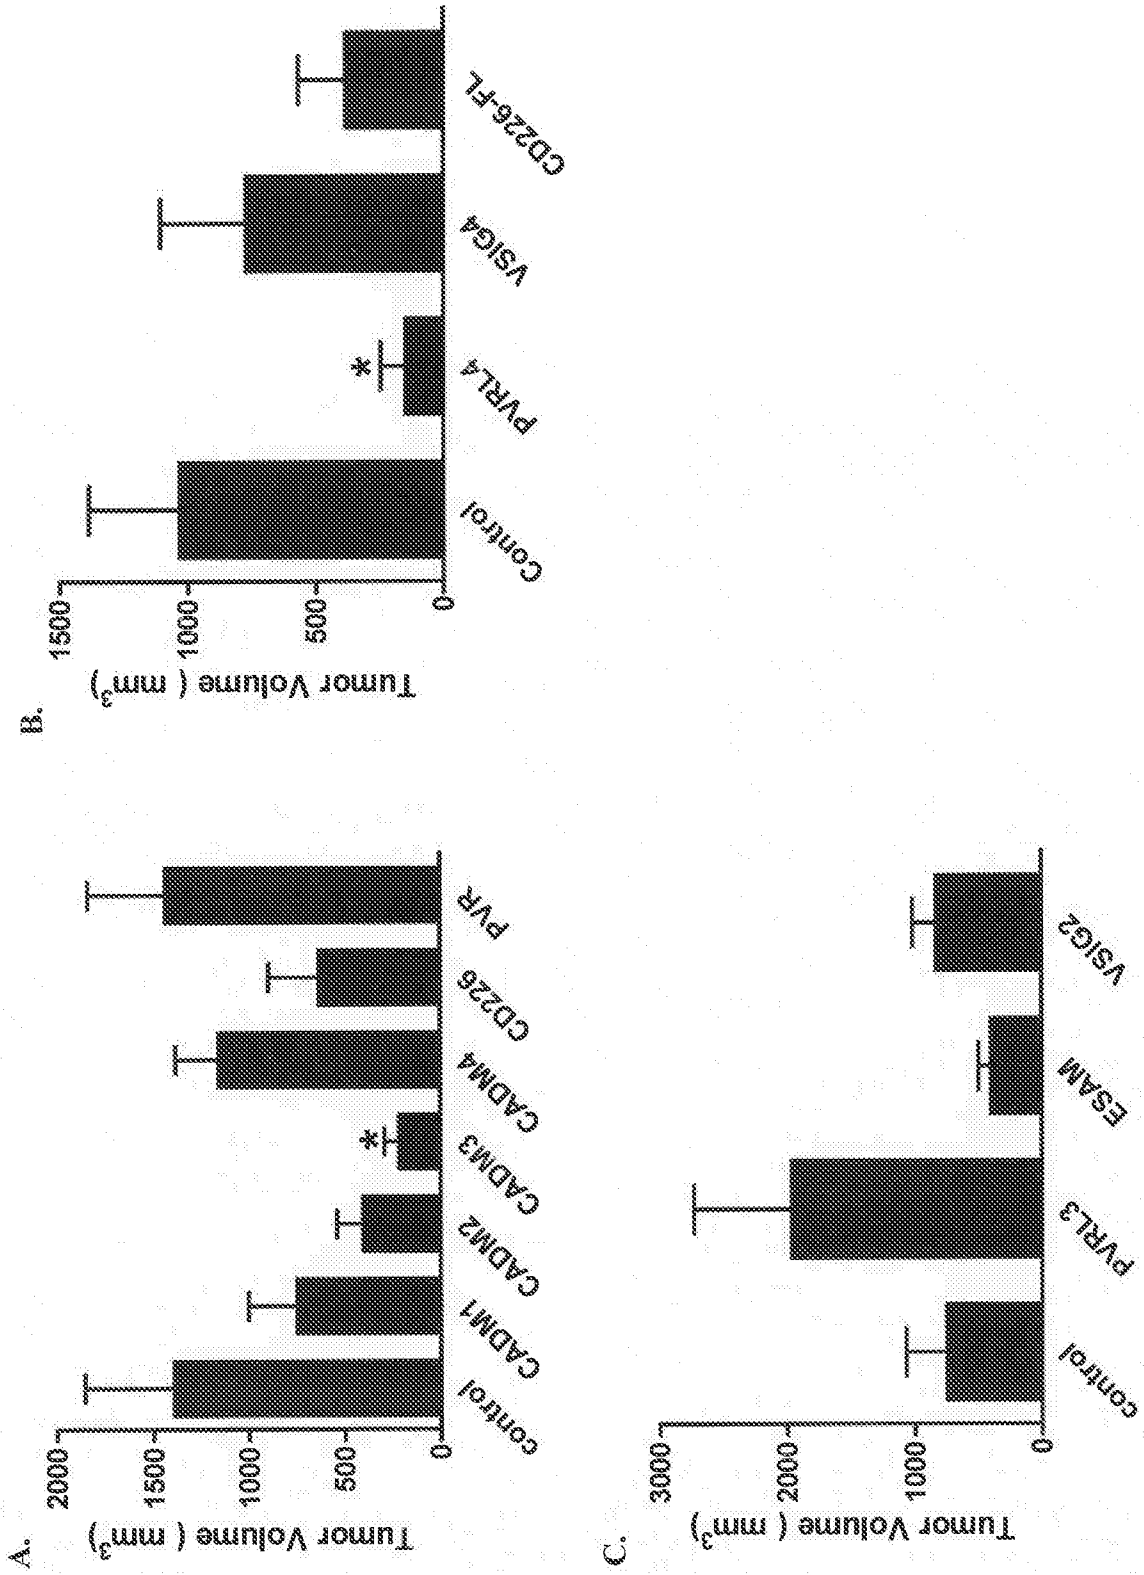 A.
Tumor Volume ( mm³)
2000
1500
1000
500
0
control
CADM1
CADM2
CADM3
*
CADM4
CD226
PVR
B.
Tumor Volume ( mm³)
1500
1000
500
0
Control
PVRL4
*
VSIG4
CD226-FL
C.
Tumor Volume ( mm³)
3000
2000
1000
0
control
PVRL3
ESAM
VSIG2